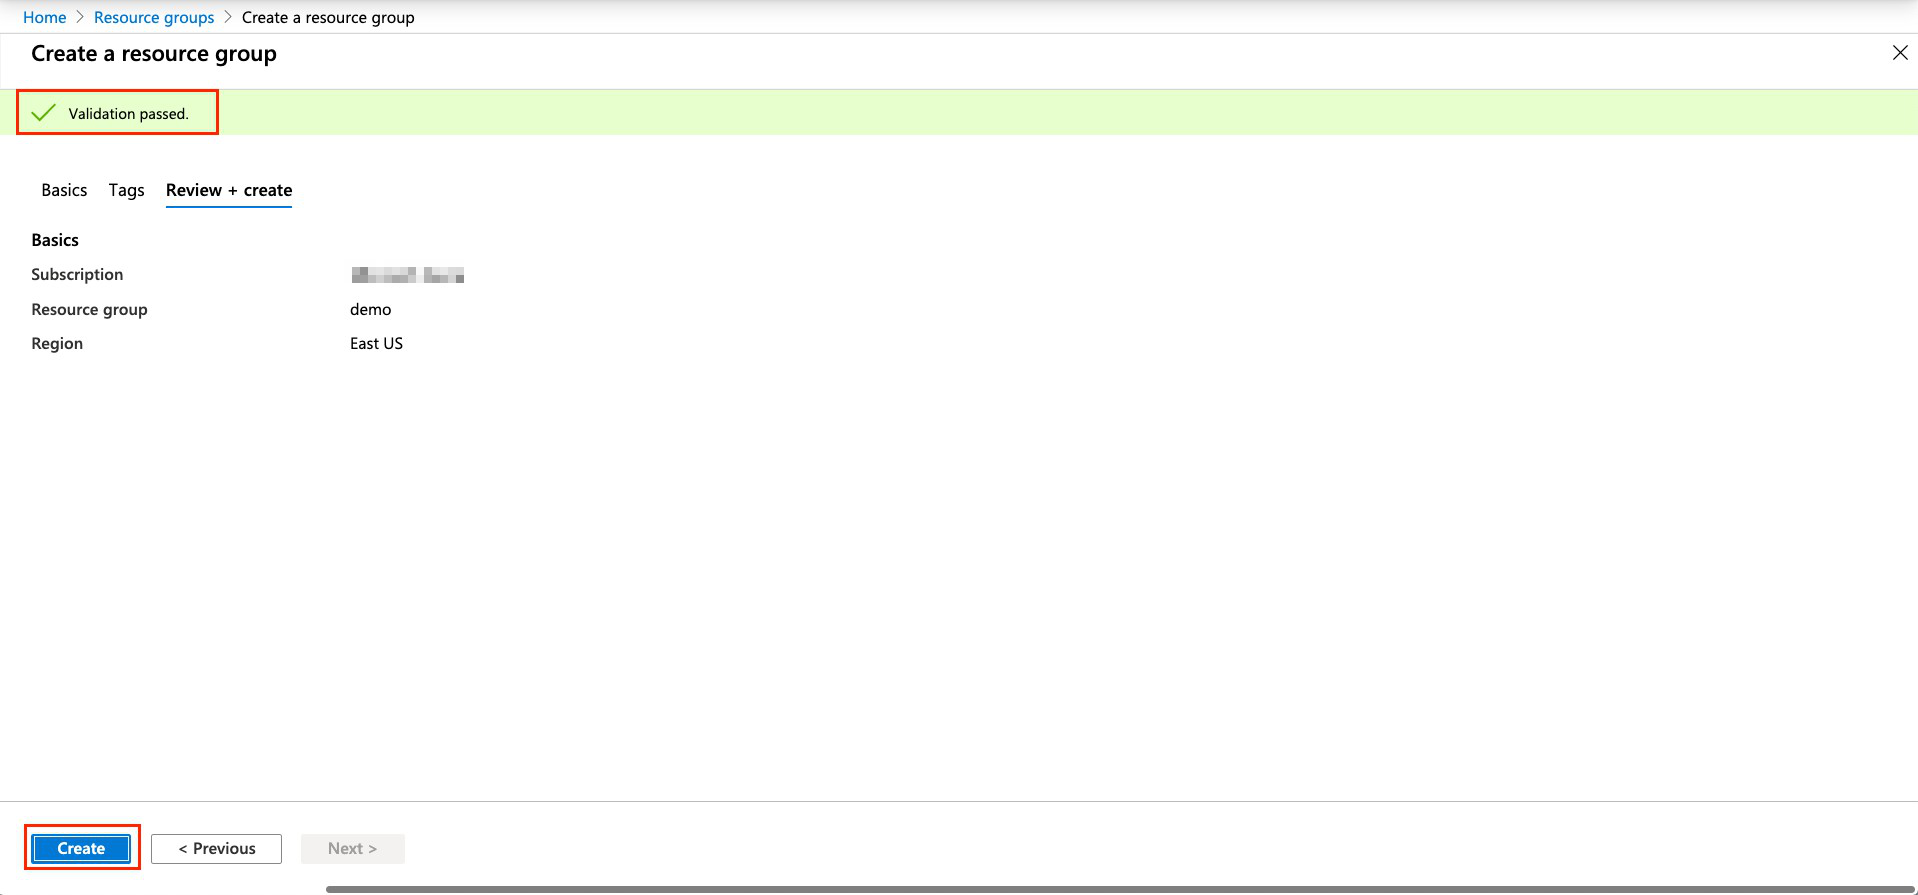 Home > Resource groups > Create a resource group
Create a resource group
Validation passed.
Basics Tags Review + create
Basics
Subscription
Resource group demo
Region East US
Create < Previous Next >